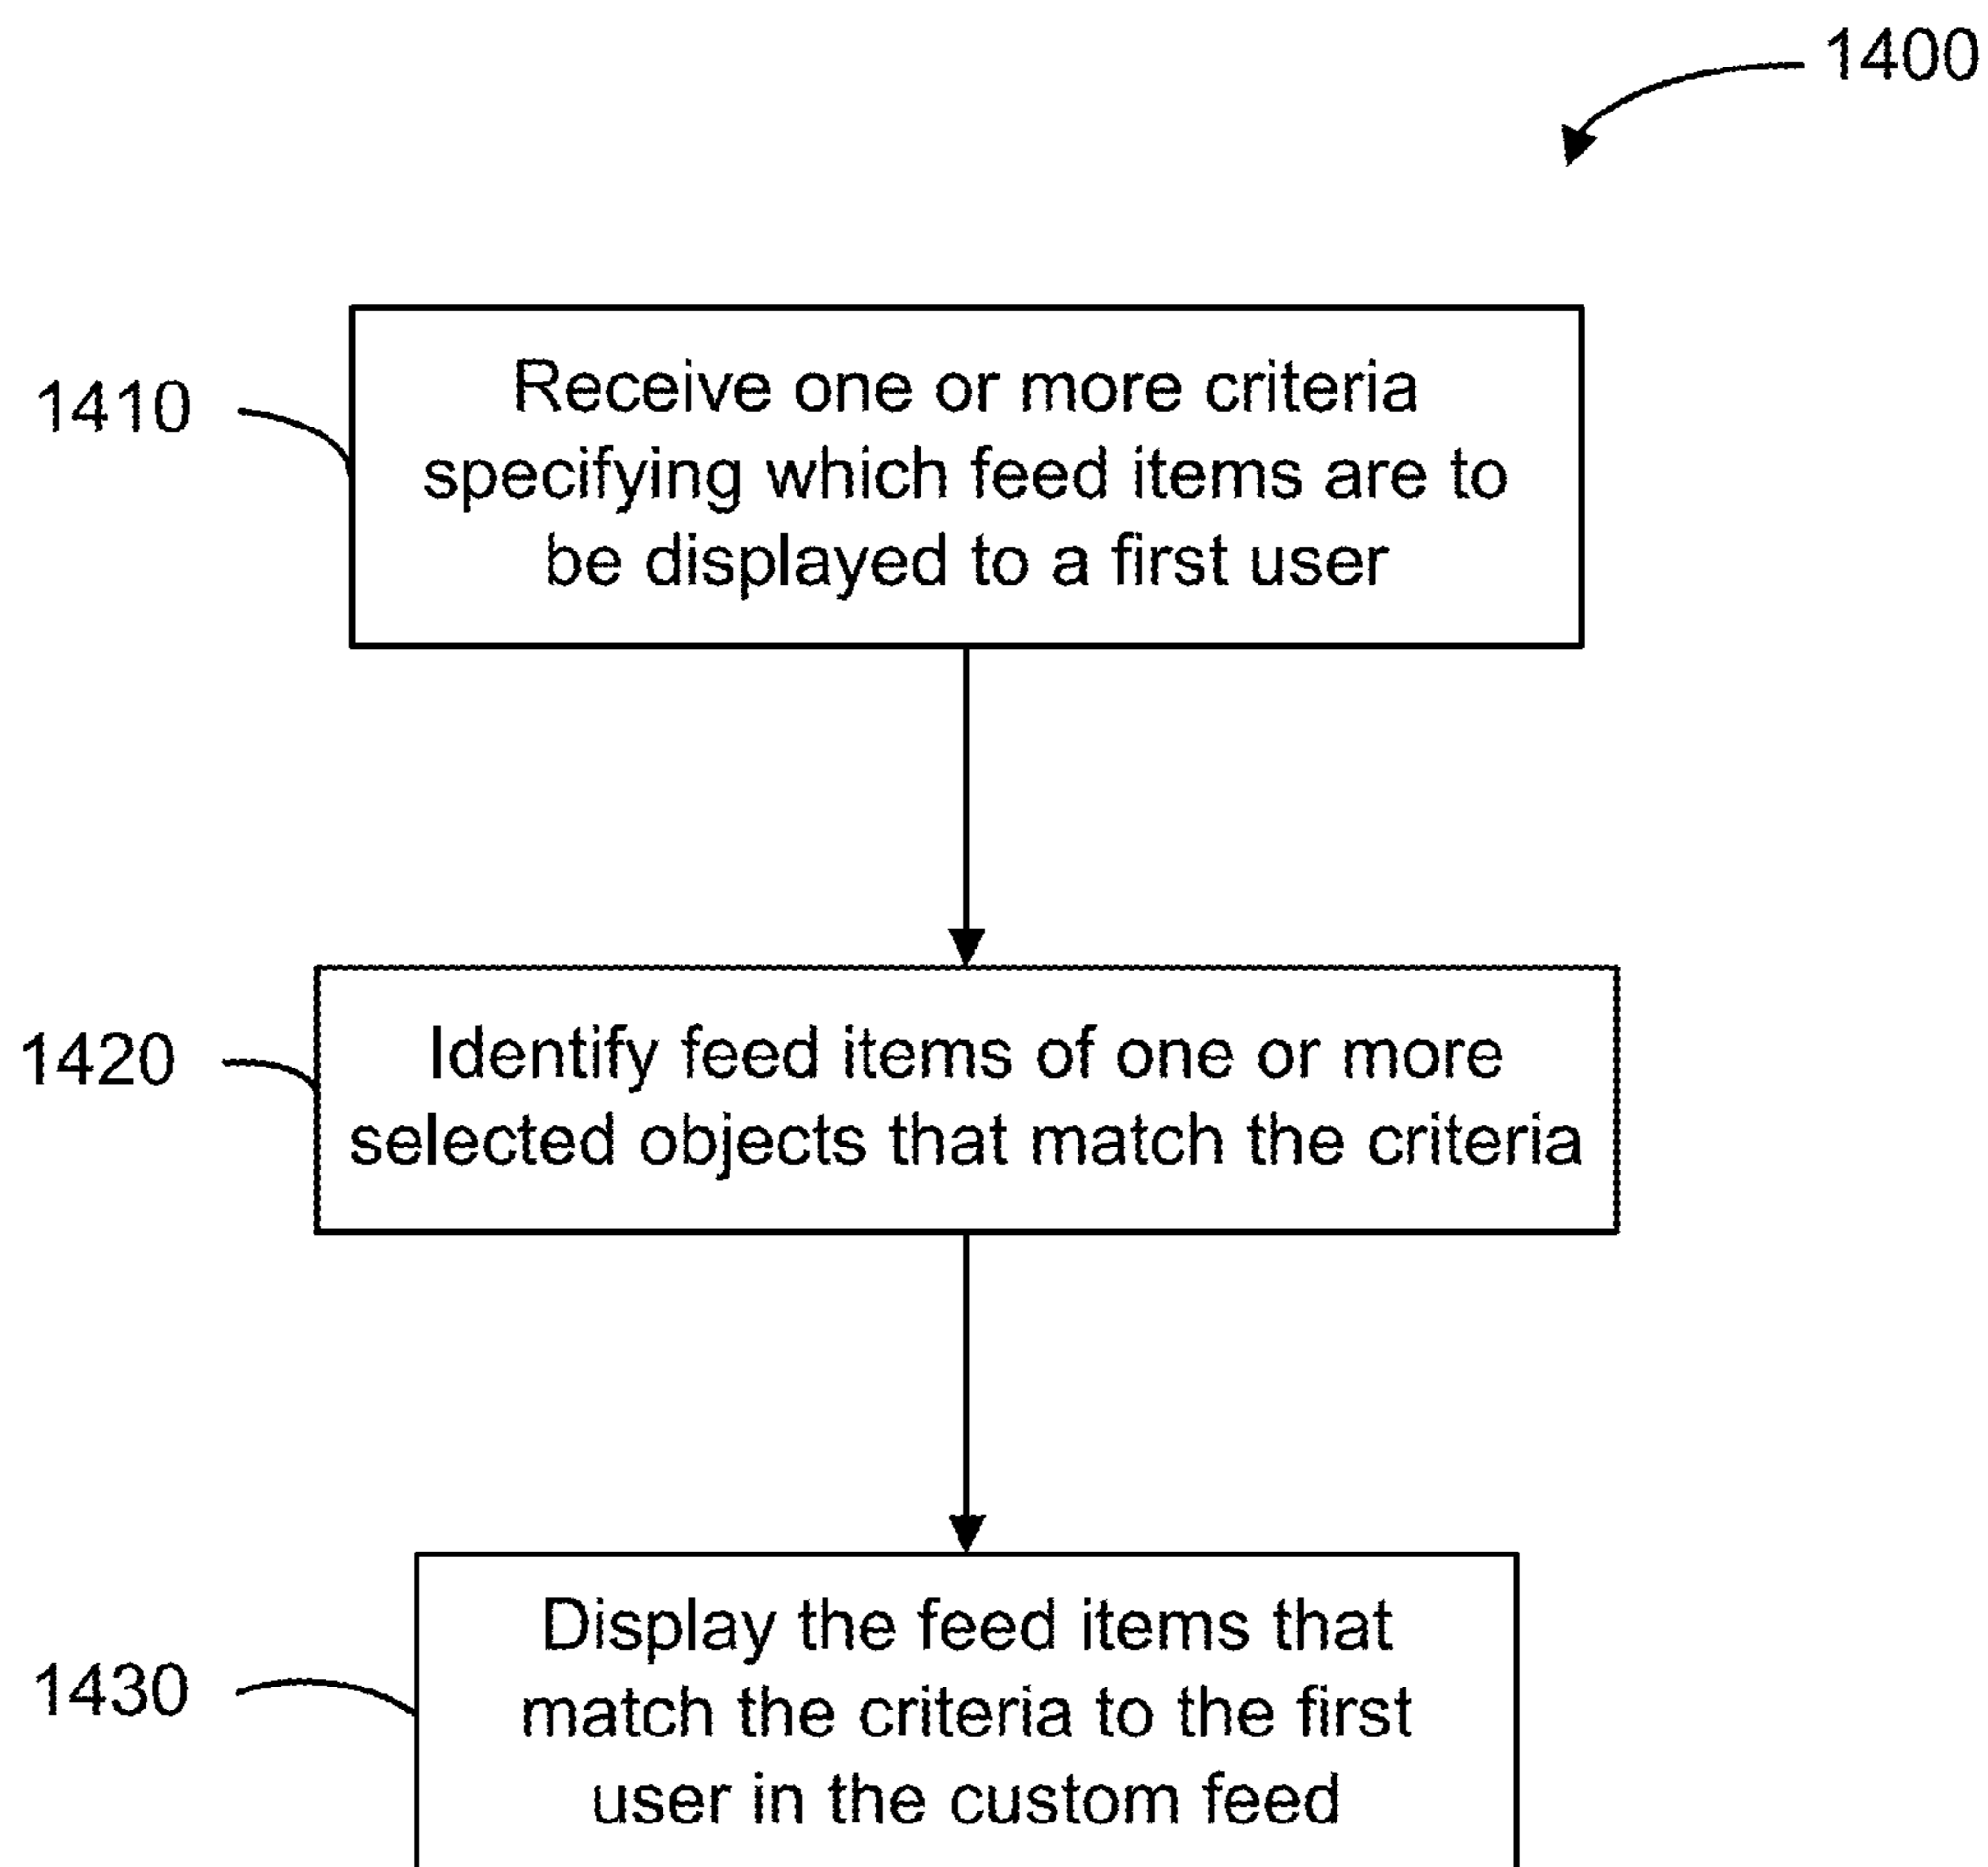 1400
1410
Receive one or more criteria
specifying which feed items are to
be displayed to a first user
1420
Identify feed items of one or more
selected objects that match the criteria
1430
Display the feed items that
match the criteria to the first
user in the custom feed